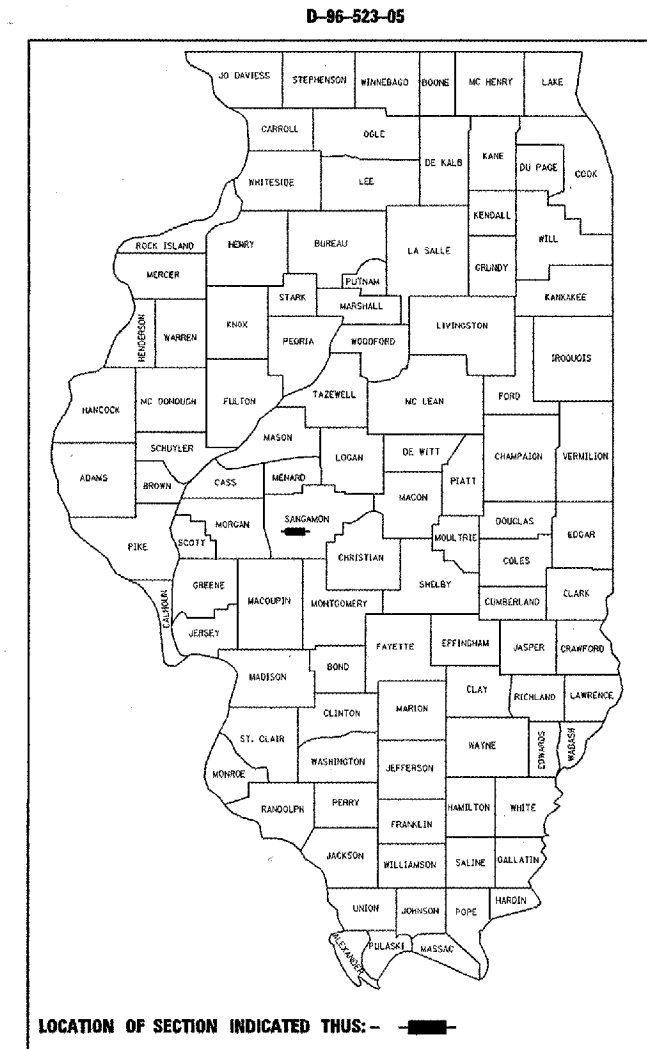 D-96-523-05
JO DAVIESS STEPHENSON WINNEBAGO BOONE MC HENRY LAKE
CARROLL OGLE
DE KALB KANE DU PAGE COOK
WHITESIDE LEE
KENDALL
ROCK ISLAND HENRY BUREAU LA SALLE WILL
GRUNDY
MERCER PUTNAM
STARK MARSHALL KANKAKEE
HENDERSON WARREN KNOX PEORIA WOODFORD LIVINGSTON IROQUOIS
HANCOCK MC DONOUGH FULTON TAZEWELL MC LEAN FORD
MASON
SCHUYLER LOGAN DE WITT CHAMPAIGN VERMILION
ADAMS BROWN CASS MENARD MACON PIATT
PIKE SCOTT MORGAN SANGAMON MOULTRIE DOUGLAS EDGAR
CHRISTIAN COLES
CALHOUN GREENE MACOUPIN MONTGOMERY SHELBY CUMBERLAND CLARK
JERSEY FAYETTE EFFINGHAM JASPER CRAWFORD
MADISON BOND CLAY RICHLAND LAWRENCE
CLINTON MARION
ST. CLAIR WAYNE EDWARDS WABASH
MONROE WASHINGTON JEFFERSON
RANDOLPH PERRY HAMILTON WHITE
FRANKLIN
JACKSON WILLIAMSON SALINE GALLATIN
UNION JOHNSON POPE HARDIN
ALEXANDER PULASKI MASSAC
LOCATION OF SECTION INDICATED THUS:-